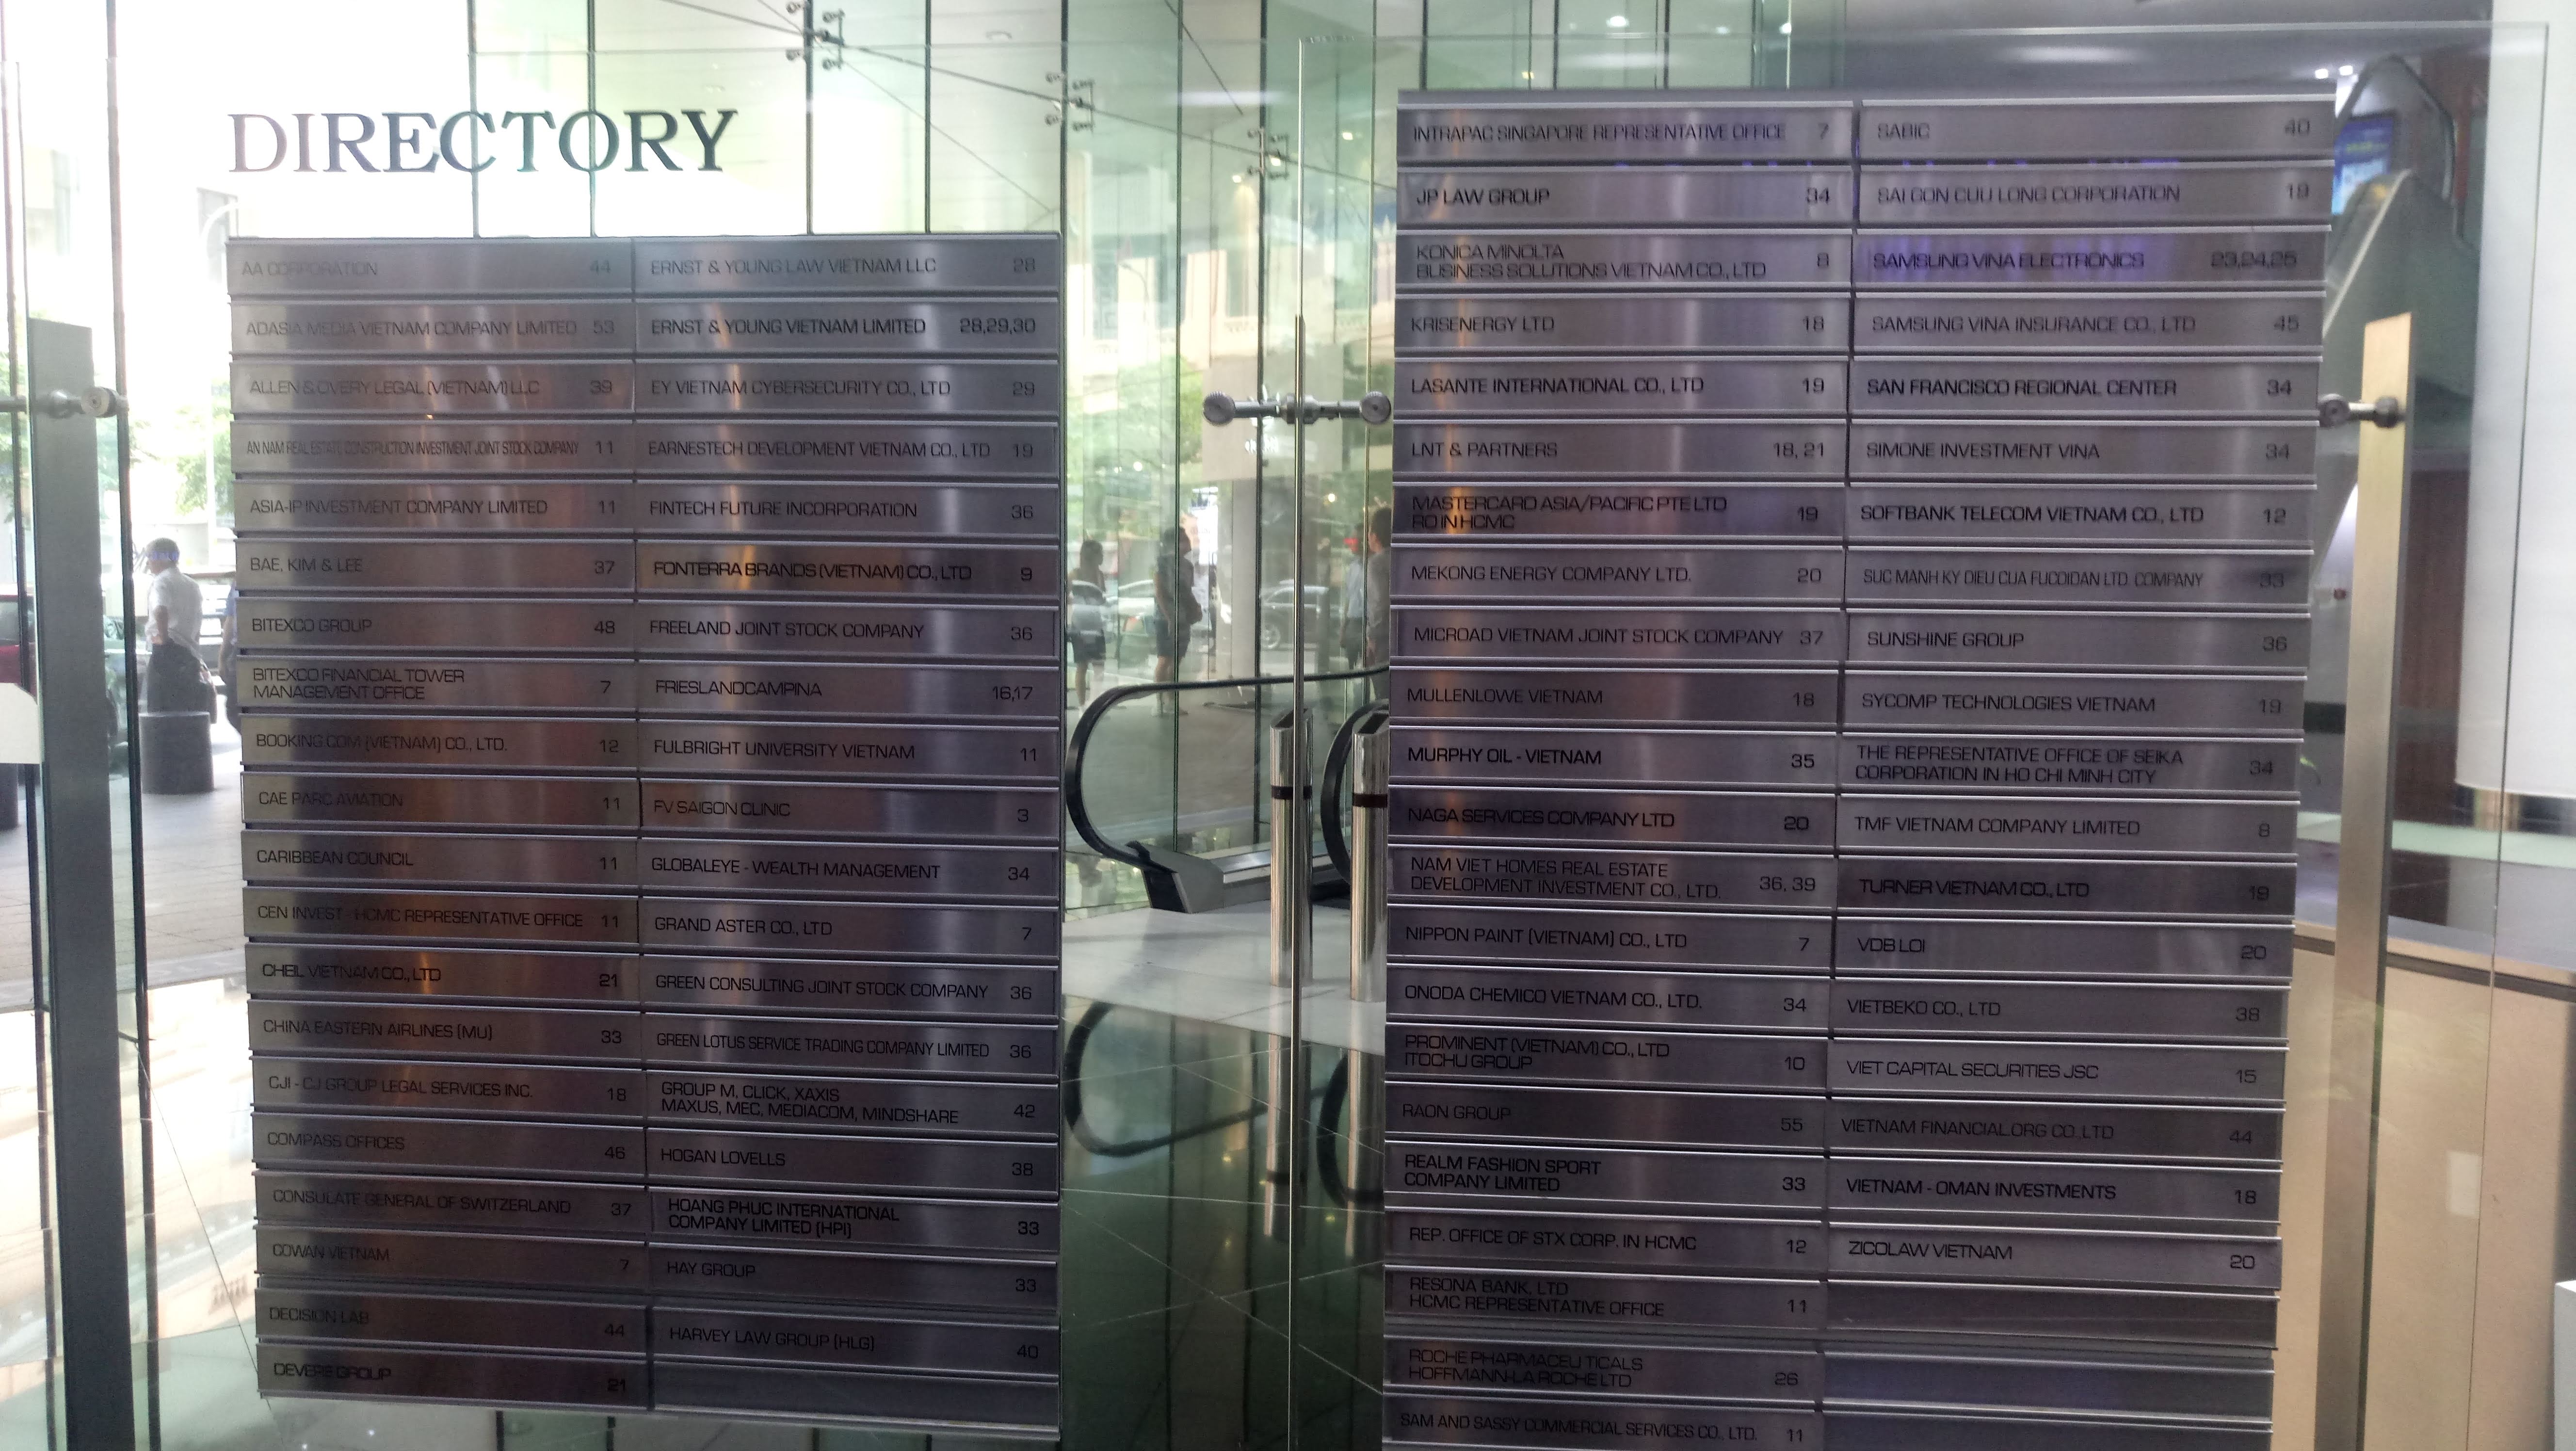 DIRECTORY
AA CORPORATION 44
ADASIA MEDIA VIETNAM COMPANY LIMITED 53
ALLEN & OVERY LEGAL (VIETNAM) LLC 39
AN NAM REAL ESTATE CONSTRUCTION INVESTMENT JOINT STOCK COMPANY 11
ASIA-IP INVESTMENT COMPANY LIMITED 11
BAE, KIM & LEE 37
BITEXCO GROUP 48
BITEXCO FINANCIAL TOWER
MANAGEMENT OFFICE 7
BOOKING.COM (VIETNAM) CO., LTD. 12
CAE PARC AVIATION 11
CARIBBEAN COUNCIL 11
CEN INVEST - HCMC REPRESENTATIVE OFFICE 11
CHEIL VIETNAM CO., LTD 21
CHINA EASTERN AIRLINES (MU) 33
CJI - CJ GROUP LEGAL SERVICES INC. 18
COMPASS OFFICES 46
CONSULATE GENERAL OF SWITZERLAND 37
COWAN VIETNAM 7
DECISION LAB 44
DEVERE GROUP 21
ERNST & YOUNG LAW VIETNAM LLC 28
ERNST & YOUNG VIETNAM LIMITED 28,29,30
EY VIETNAM CYBERSECURITY CO., LTD 29
EARNESTECH DEVELOPMENT VIETNAM CO., LTD 19
FINTECH FUTURE INCORPORATION 36
FONTERRA BRANDS (VIETNAM) CO., LTD 9
FREELAND JOINT STOCK COMPANY 36
FRIESLANDCAMPINA 16,17
FULBRIGHT UNIVERSITY VIETNAM 11
FV SAIGON CLINIC 3
GLOBALEYE - WEALTH MANAGEMENT 34
GRAND ASTER CO., LTD 7
GREEN CONSULTING JOINT STOCK COMPANY 36
GREEN LOTUS SERVICE TRADING COMPANY LIMITED 36
GROUP M, CLICK, XAXIS
MAXUS, MEC, MEDIACOM, MINDSHARE 42
HOGAN LOVELLS 38
HOANG PHUC INTERNATIONAL
COMPANY LIMITED (HPI) 33
HAY GROUP 33
HARVEY LAW GROUP (HLG) 40
INTRAPAC SINGAPORE REPRESENTATIVE OFFICE 7
JP LAW GROUP 34
KONICA MINOLTA
BUSINESS SOLUTIONS VIETNAM CO., LTD 8
KRISENERGY LTD 18
LASANTE INTERNATIONAL CO., LTD 19
LNT & PARTNERS 18, 21
MASTERCARD ASIA/PACIFIC PTE LTD
RO IN HCMC 19
MEKONG ENERGY COMPANY LTD. 20
MICROAD VIETNAM JOINT STOCK COMPANY 37
MULLENLOWE VIETNAM 18
MURPHY OIL - VIETNAM 35
NAGA SERVICES COMPANY LTD 20
NAM VIET HOMES REAL ESTATE
DEVELOPMENT INVESTMENT CO., LTD. 36, 39
NIPPON PAINT (VIETNAM) CO., LTD 7
ONODA CHEMICO VIETNAM CO., LTD. 34
PROMINENT (VIETNAM) CO., LTD
ITOCHU GROUP 10
RAON GROUP 55
REALM FASHION SPORT
COMPANY LIMITED 33
REP. OFFICE OF STX CORP. IN HCMC 12
RESONA BANK, LTD
HCMC REPRESENTATIVE OFFICE 11
ROCHE PHARMACEUTICALS
HOFFMANN-LA ROCHE LTD 26
SAM AND SASSY COMMERCIAL SERVICES CO., LTD. 11
SABIC 40
SAI GON CUU LONG CORPORATION 19
SAMSUNG VINA ELECTRONICS 23,24,25
SAMSUNG VINA INSURANCE CO., LTD 45
SAN FRANCISCO REGIONAL CENTER 34
SIMONE INVESTMENT VINA 34
SOFTBANK TELECOM VIETNAM CO., LTD 12
SUC MANH KY DIEU CUA FUCOIDAN LTD. COMPANY 33
SUNSHINE GROUP 36
SYCOMP TECHNOLOGIES VIETNAM 19
THE REPRESENTATIVE OFFICE OF SEIKA
CORPORATION IN HO CHI MINH CITY 34
TMF VIETNAM COMPANY LIMITED 8
TURNER VIETNAM CO., LTD 19
VDB LOI 20
VIETBEKO CO., LTD 38
VIET CAPITAL SECURITIES JSC 15
VIETNAM FINANCIAL.ORG CO.,LTD 44
VIETNAM - OMAN INVESTMENTS 18
ZICOLAW VIETNAM 20